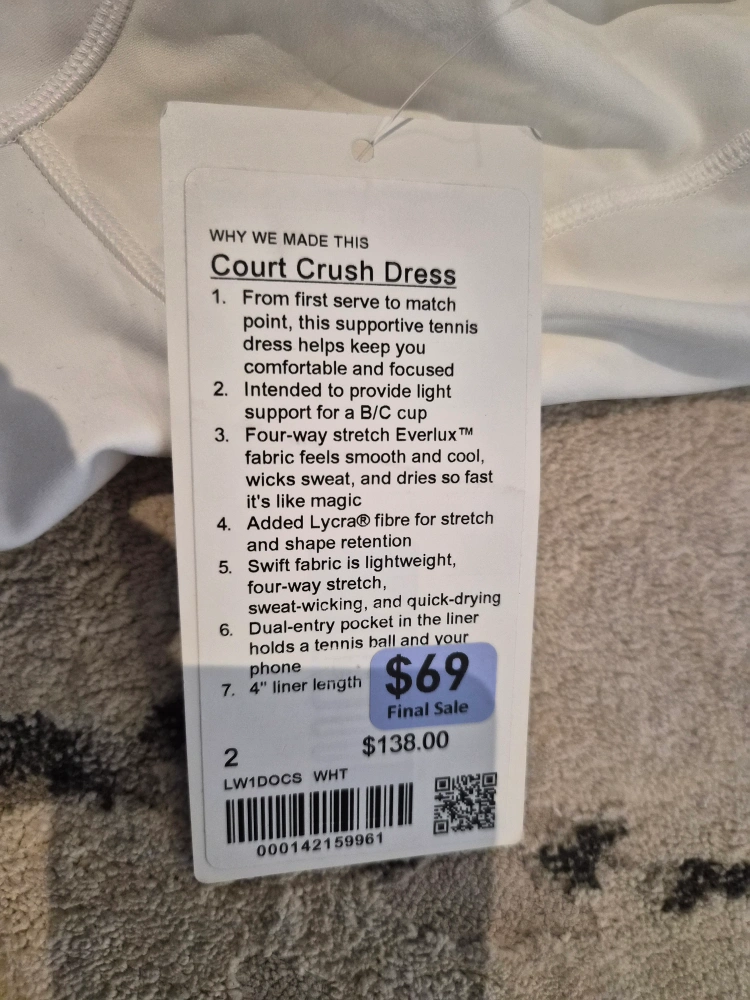 WHY WE MADE THIS
Court Crush Dress
1. From first serve to match
point, this supportive tennis
dress helps keep you
comfortable and focused
2. Intended to provide light
support for a B/C cup
3. Four-way stretch Everlux™
fabric feels smooth and cool,
wicks sweat, and dries so fast
it's like magic
4. Added Lycra® fibre for stretch
and shape retention
5. Swift fabric is lightweight,
four-way stretch,
sweat-wicking, and quick-drying
6. Dual-entry pocket in the liner
holds a tennis ball and your
phone
7. 4" liner length
$69
Final Sale
$138.00
2
LW1DOCS WHT
000142159961